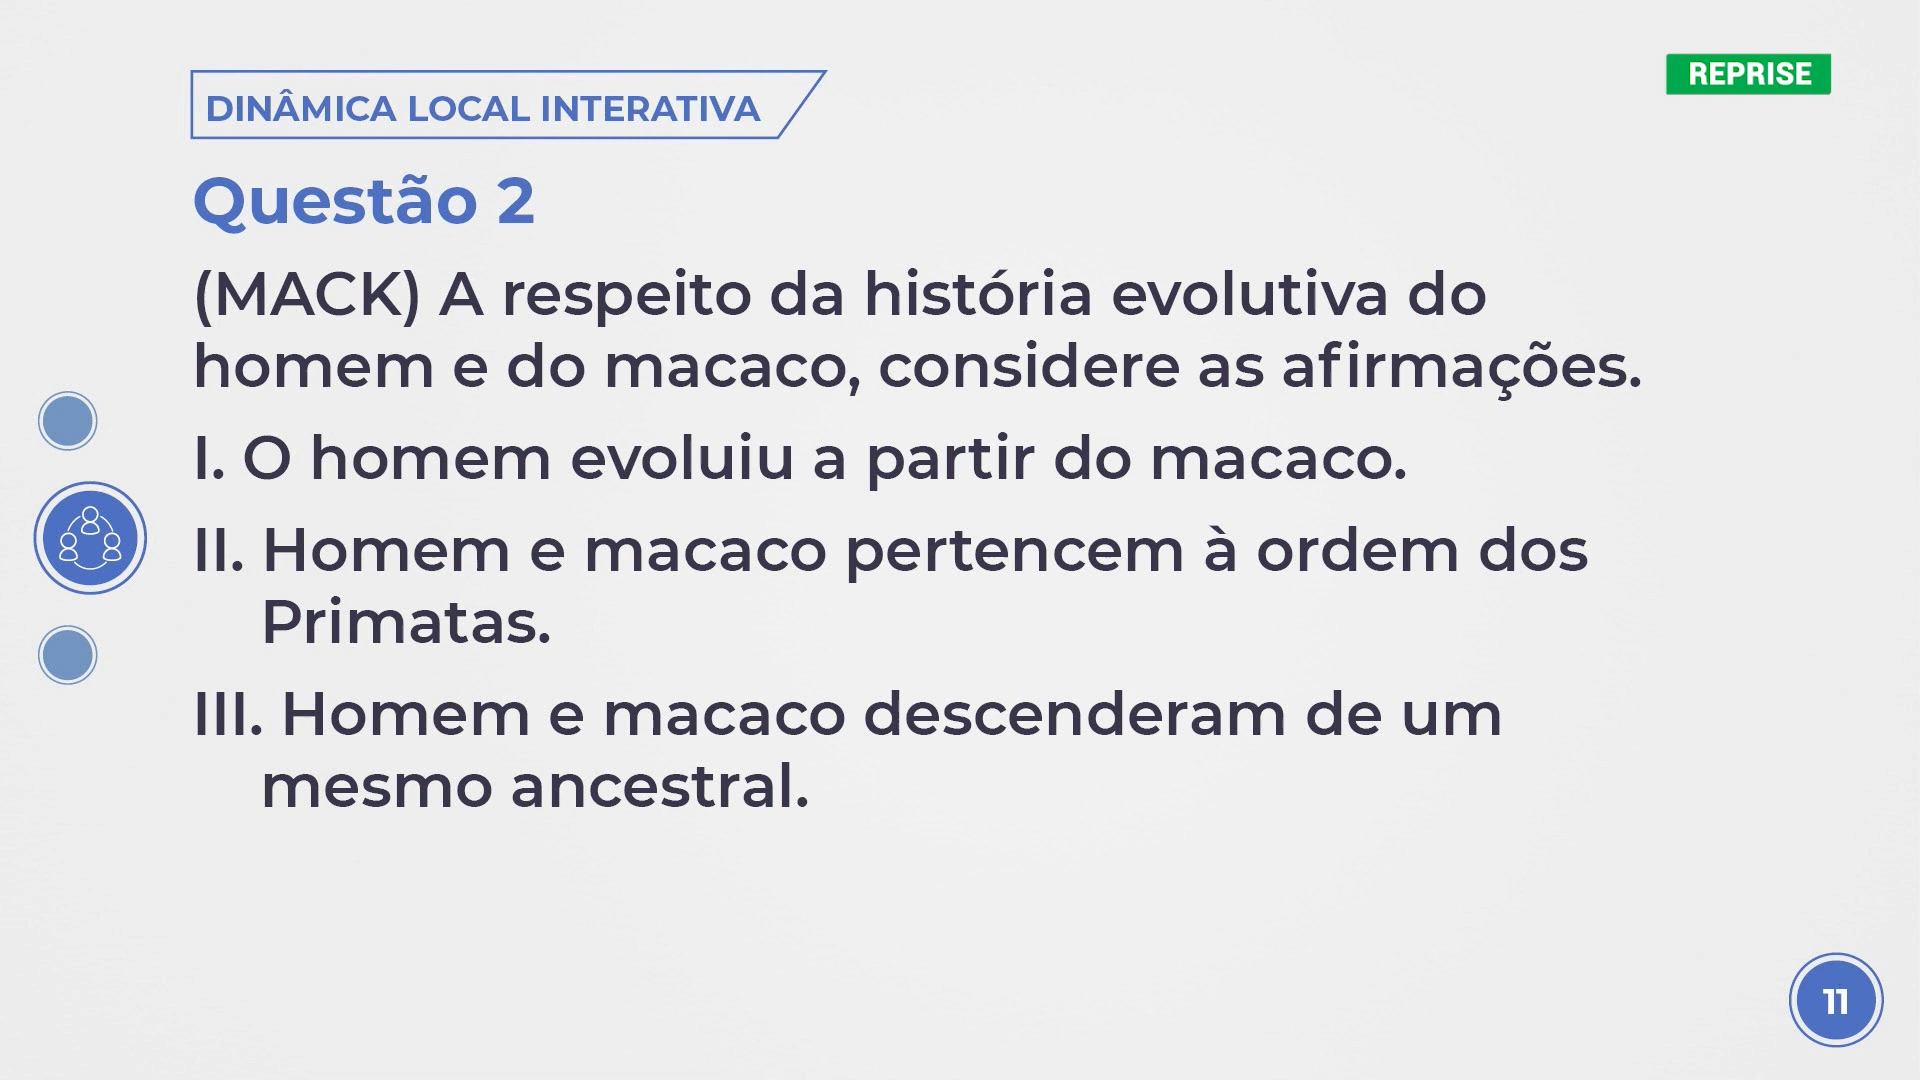 DINÂMICA LOCAL INTERATIVA
REPRISE
Questão 2
(MACK) A respeito da história evolutiva do
homem e do macaco, considere as afirmações.
I. O homem evoluiu a partir do macaco.
II. Homem e macaco pertencem à ordem dos
Primatas.
III. Homem e macaco descenderam de um
mesmo ancestral.
11